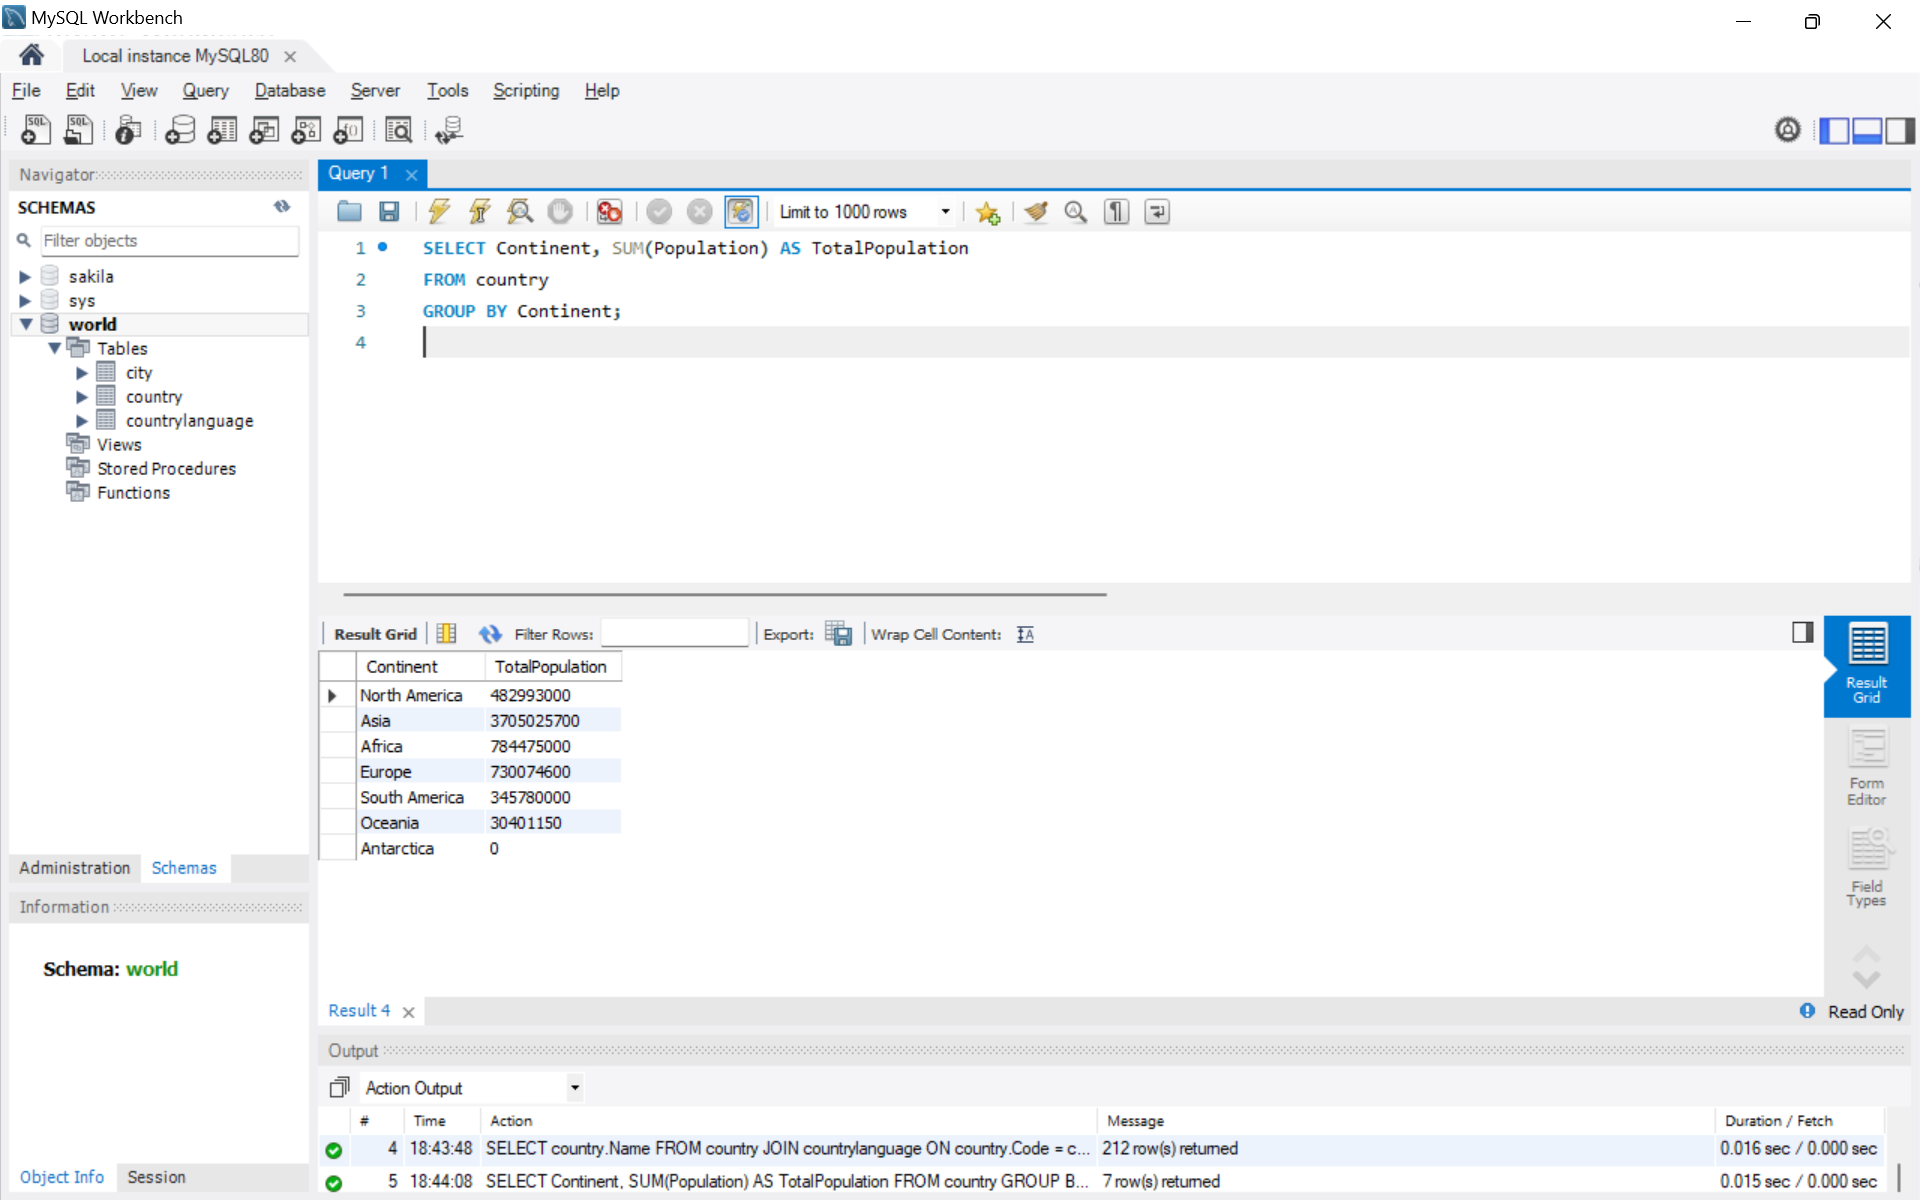 MySQL Workbench
Local instance MySQL80
File Edit View Query Database Server Tools Scripting Help
Navigator
SCHEMAS
Filter objects
sakila
sys
world
Tables
city
country
countrylanguage
Views
Stored Procedures
Functions
Administration Schemas
Information
Schema: world
Object Info Session
Query 1
Limit to 1000 rows
1 SELECT Continent, SUM(Population) AS TotalPopulation
2 FROM country
3 GROUP BY Continent;
4
Result Grid Filter Rows: Export: Wrap Cell Content:
Continent TotalPopulation
North America 482993000
Asia 3705025700
Africa 784475000
Europe 730074600
South America 345780000
Oceania 30401150
Antarctica 0
Result
Grid
Form
Editor
Field
Types
Result 4 Read Only
Output
Action Output
# Time Action Message Duration / Fetch
4 18:43:48 SELECT country.Name FROM country JOIN countrylanguage ON country.Code = c... 212 row(s) returned 0.016 sec / 0.000 sec
5 18:44:08 SELECT Continent, SUM(Population) AS TotalPopulation FROM country GROUP B... 7 row(s) returned 0.015 sec / 0.000 sec